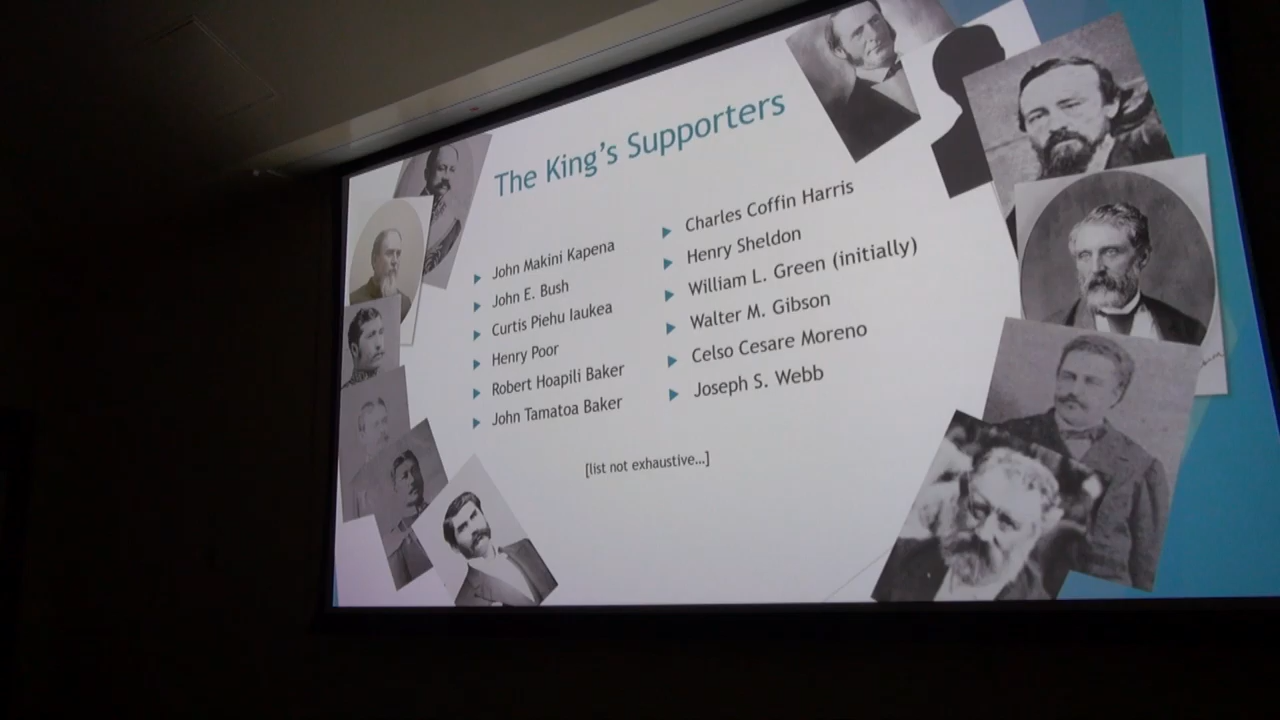 The King's Supporters
John Makini Kapena
John E. Bush
Curtis Piehu Iaukea
Henry Poor
Robert Hoapili Baker
John Tamatoa Baker
Charles Coffin Harris
Henry Sheldon
William L. Green (initially)
Walter M. Gibson
Celso Cesare Moreno
Joseph S. Webb
[list not exhaustive...]